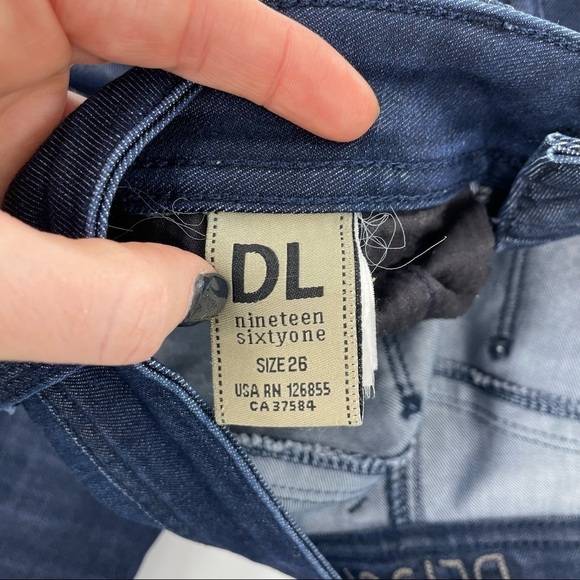 DL
nineteen
sixtyone
SIZE 26
USA RN 126855
CA 37584